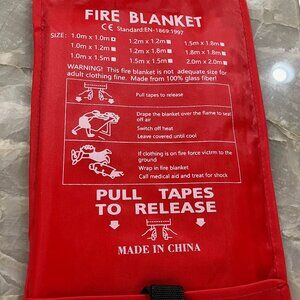 FIRE BLANKET
CE Standard:EN-1869:1997
SIZE: 1.0m x 1.0m 1.2m x 1.2m 1.5m x 1.8m
1.0m x 1.2m 1.2m x 1.8m 1.8m x 1.8m
1.0m x 1.5m 1.5m x 1.5m 2.0m x 2.0m
WARNING! This fire blanket is not adequate size for
adult clothing fine. Made from 100% glass fiber!
Pull tapes to release
Drape the blanket over the flame to seat
off air
Switch off heat
Leave covered until cool
If clothing is on fire force victrm to the
ground
Wrap in fire blanket
Call medical aid and treat for shock
PULL TAPES
TO RELEASE
MADE IN CHINA